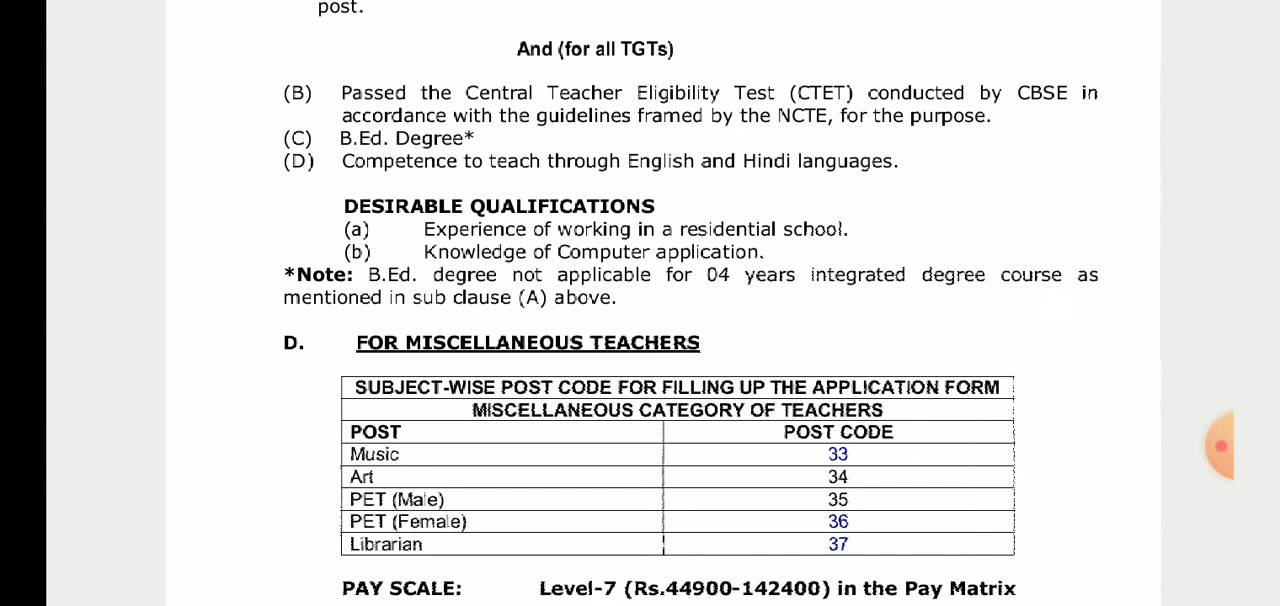 post.
And (for all TGTs)
(B) Passed the Central Teacher Eligibility Test (CTET) conducted by CBSE in
accordance with the guidelines framed by the NCTE, for the purpose.
(C) B.Ed. Degree*
(D) Competence to teach through English and Hindi languages.
DESIRABLE QUALIFICATIONS
(a) Experience of working in a residential school.
(b) Knowledge of Computer application.
*Note: B.Ed. degree not applicable for 04 years integrated degree course as
mentioned in sub clause (A) above.
D. FOR MISCELLANEOUS TEACHERS
SUBJECT-WISE POST CODE FOR FILLING UP THE APPLICATION FORM
MISCELLANEOUS CATEGORY OF TEACHERS
POST POST CODE
Music 33
Art 34
PET (Male) 35
PET (Female) 36
Librarian 37
PAY SCALE: Level-7 (Rs.44900-142400) in the Pay Matrix